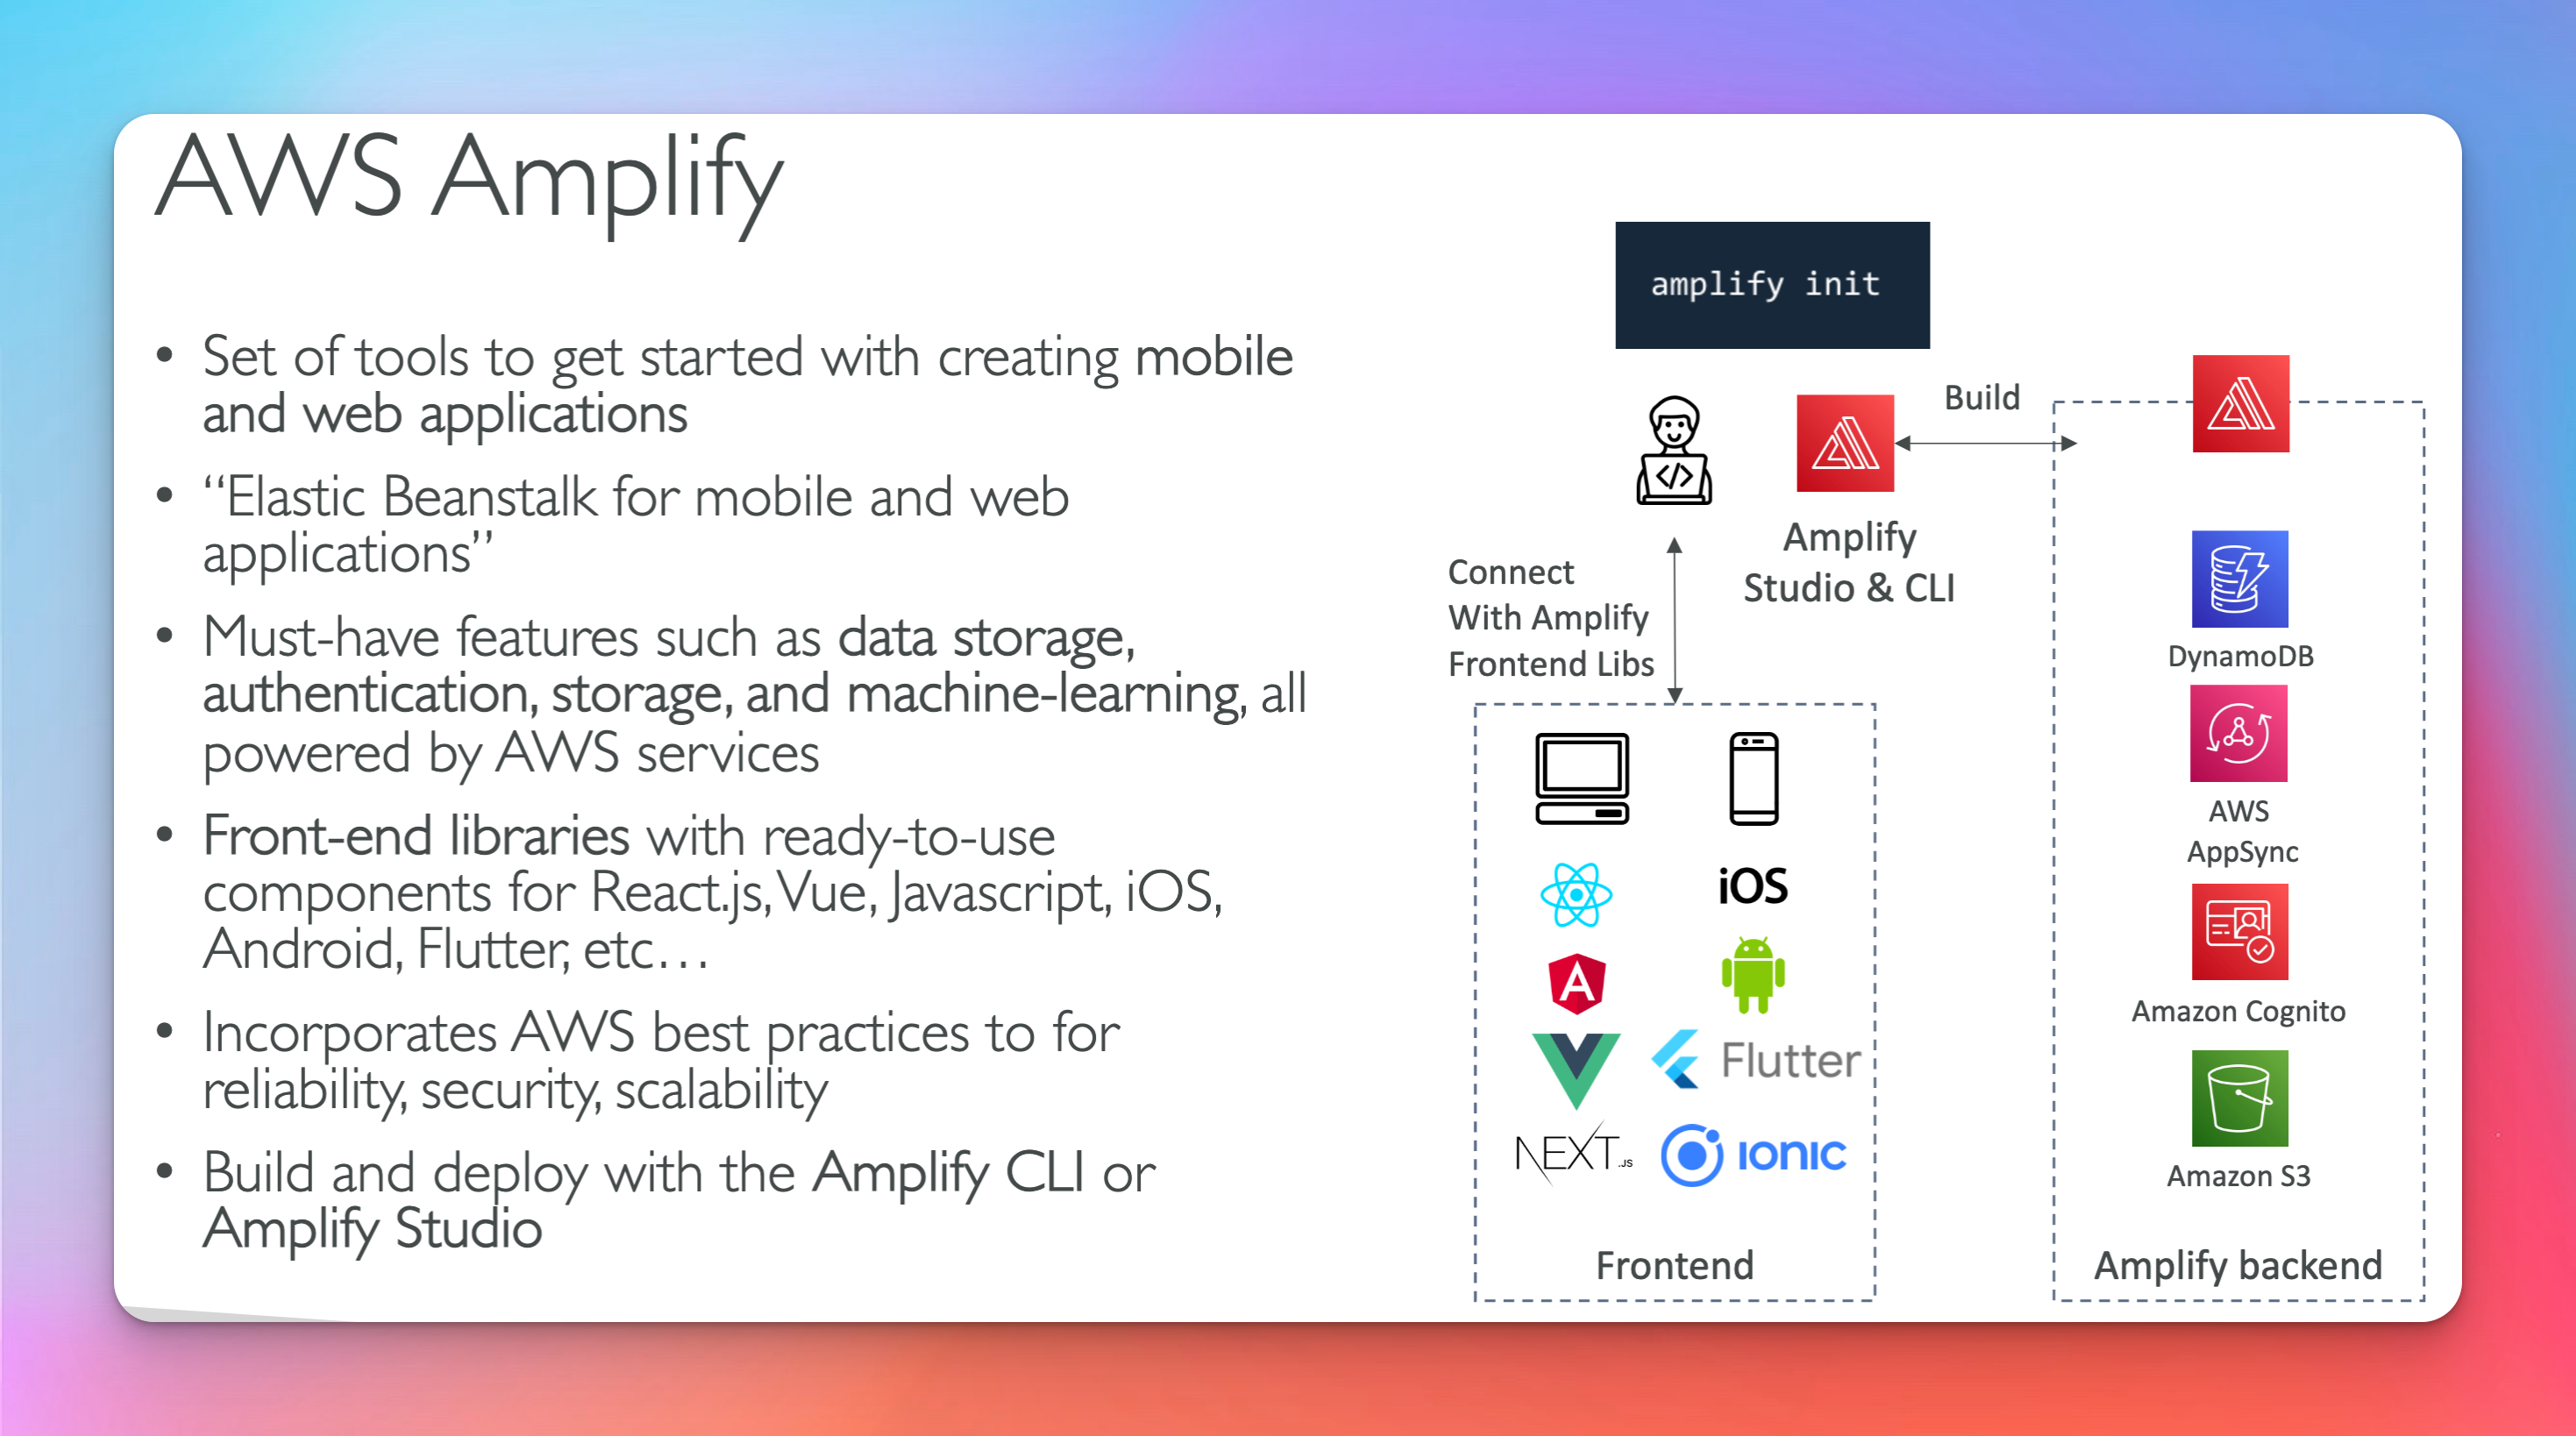 AWS Amplify
• Set of tools to get started with creating mobile
and web applications
• “Elastic Beanstalk for mobile and web
applications”
• Must-have features such as data storage,
authentication, storage, and machine-learning, all
powered by AWS services
• Front-end libraries with ready-to-use
components for React.js, Vue, Javascript, iOS,
Android, Flutter, etc…
• Incorporates AWS best practices to for
reliability, security, scalability
• Build and deploy with the Amplify CLI or
Amplify Studio
amplify init
</>
Amplify
Studio & CLI
Build
Connect
With Amplify
Frontend Libs
iOS
A
Flutter
NEXT.JS
IONIC
Frontend
DynamoDB
AWS
AppSync
Amazon Cognito
Amazon S3
Amplify backend